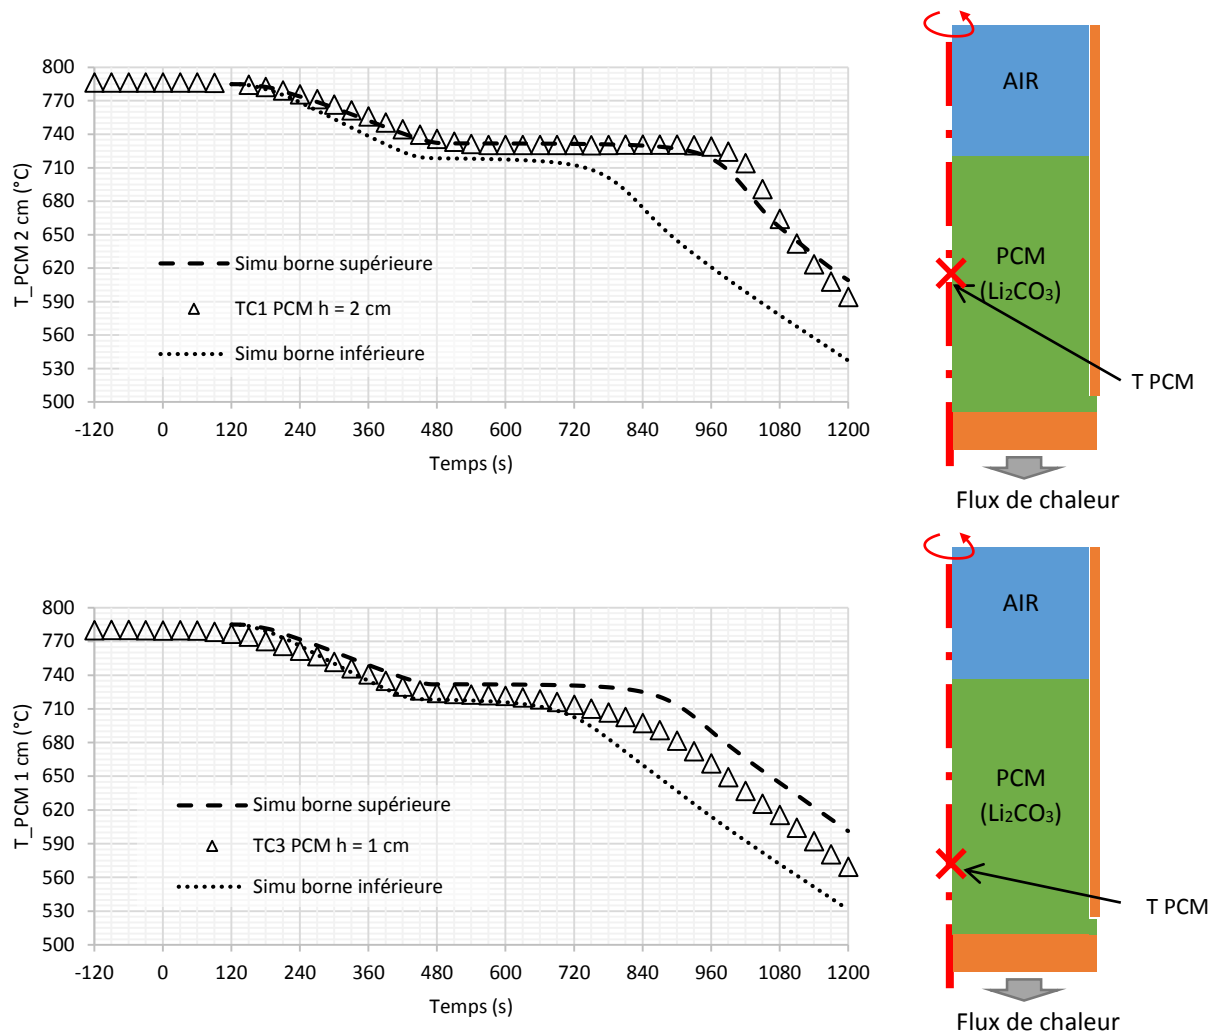 T_PCM 2 cm (°C)
800
770
740
710
680
650
620
590
560
530
500
Simu borne supérieure
TC1 PCM h = 2 cm
Simu borne inférieure
-120 0 120 240 360 480 600 720 840 960 1080 1200
Temps (s)
AIR
PCM
(Li₂CO₃)
T PCM
Flux de chaleur
T_PCM 1 cm (°C)
800
770
740
710
680
650
620
590
560
530
500
Simu borne supérieure
TC3 PCM h = 1 cm
Simu borne inférieure
-120 0 120 240 360 480 600 720 840 960 1080 1200
Temps (s)
AIR
PCM
(Li₂CO₃)
T PCM
Flux de chaleur